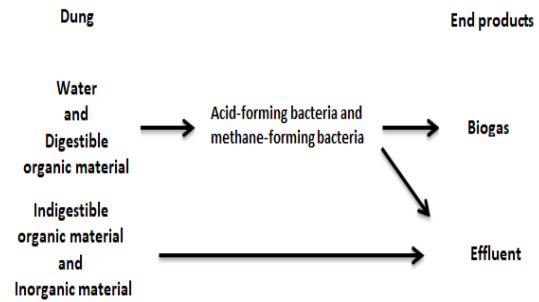 Dung
End products
Water
and
Digestible
organic material
Acid-forming bacteria and
methane-forming bacteria
Biogas
Indigestible
organic material
and
Inorganic material
Effluent